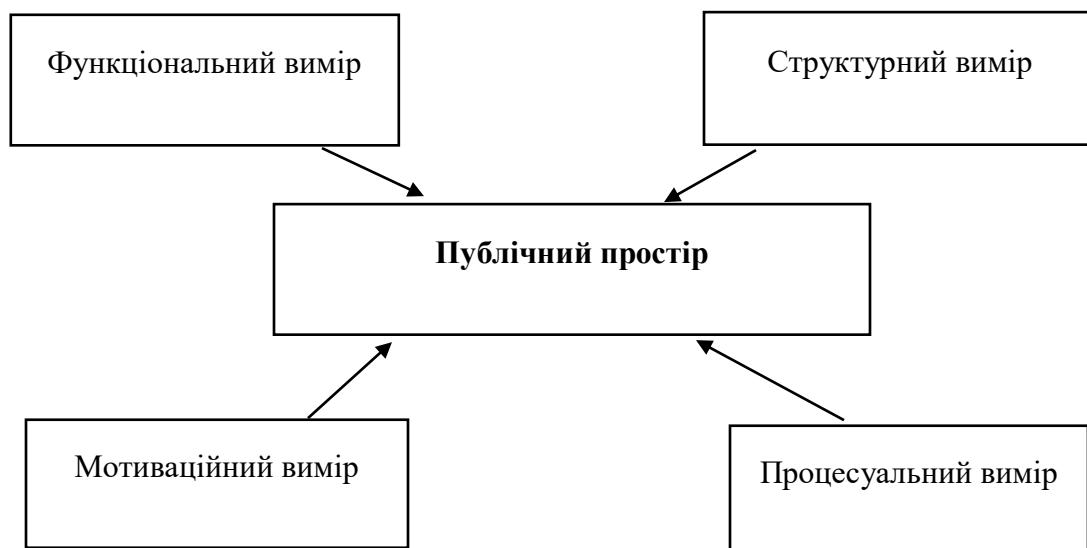 Функціональний вимір
Структурний вимір
Публічний простір
Мотиваційний вимір
Процесуальний вимір